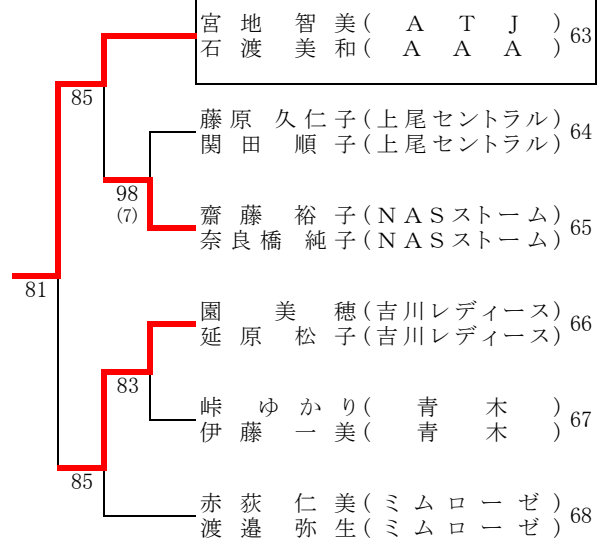 宮地 智美(ATJ) 63
石渡 美和(AAA)
85
藤原 久仁子(上尾セントラル) 64
関田 順子(上尾セントラル)
98
(7)
齋藤 裕子(NASストーム) 65
奈良橋 純子(NASストーム)
81
園 美穂(吉川レディース) 66
延原 松子(吉川レディース)
83
峠 ゆかり(青木) 67
伊藤 一美(青木)
85
赤荻 仁美(ミムローゼ) 68
渡邉 弥生(ミムローゼ)